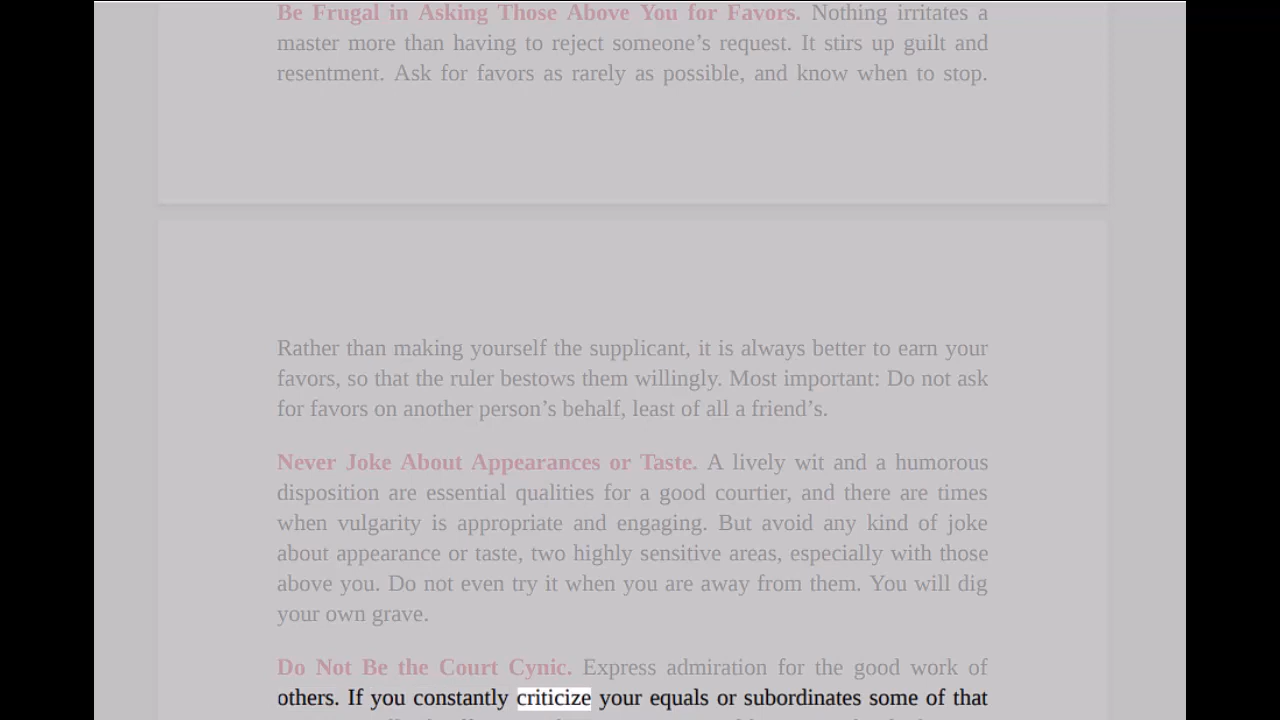 Be Frugal in Asking Those Above You for Favors. Nothing irritates a
master more than having to reject someone’s request. It stirs up guilt and
resentment. Ask for favors as rarely as possible, and know when to stop.
Rather than making yourself the supplicant, it is always better to earn your
favors, so that the ruler bestows them willingly. Most important: Do not ask
for favors on another person’s behalf, least of all a friend’s.
Never Joke About Appearances or Taste. A lively wit and a humorous
disposition are essential qualities for a good courtier, and there are times
when vulgarity is appropriate and engaging. But avoid any kind of joke
about appearance or taste, two highly sensitive areas, especially with those
above you. Do not even try it when you are away from them. You will dig
your own grave.
Do Not Be the Court Cynic. Express admiration for the good work of
others. If you constantly criticize your equals or subordinates some of that